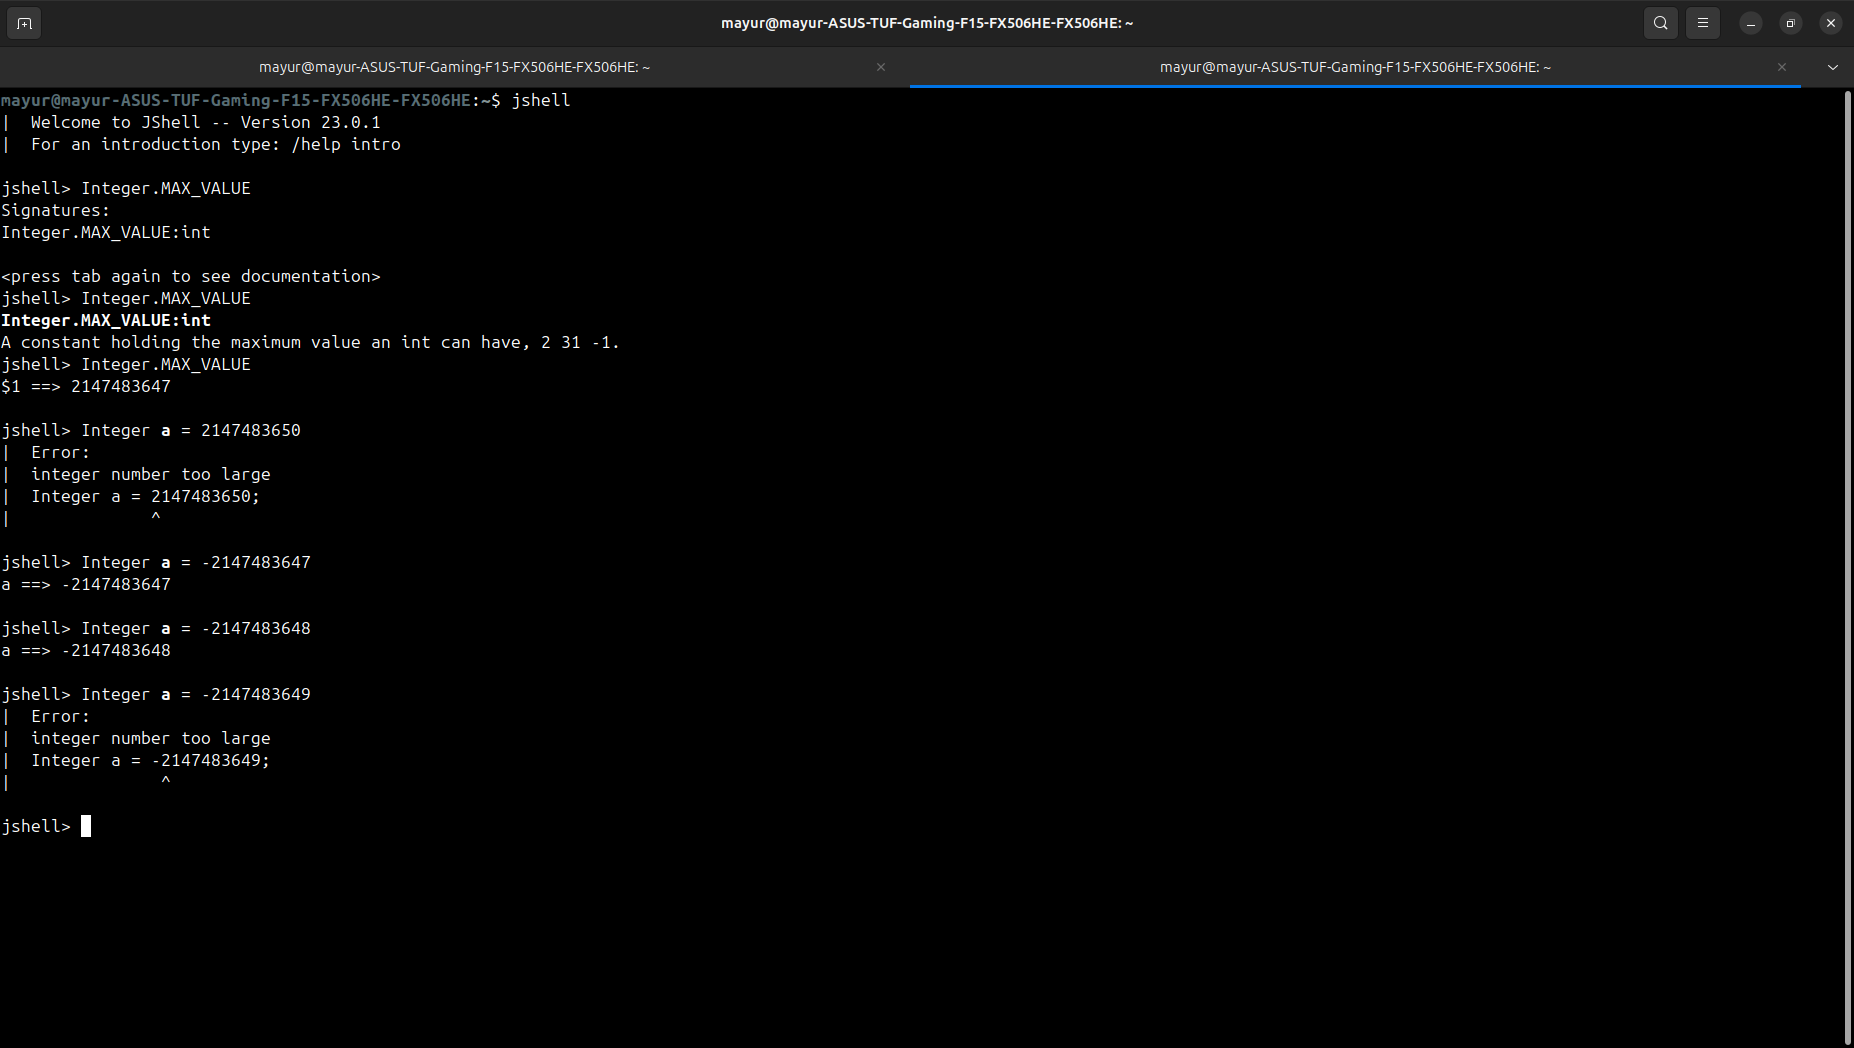 mayur@mayur-ASUS-TUF-Gaming-F15-FX506HE-FX506HE: ~
mayur@mayur-ASUS-TUF-Gaming-F15-FX506HE-FX506HE: ~
mayur@mayur-ASUS-TUF-Gaming-F15-FX506HE-FX506HE: ~
mayur@mayur-ASUS-TUF-Gaming-F15-FX506HE-FX506HE:~$ jshell
|  Welcome to JShell -- Version 23.0.1
|  For an introduction type: /help intro
jshell> Integer.MAX_VALUE
Signatures:
Integer.MAX_VALUE:int
<press tab again to see documentation>
jshell> Integer.MAX_VALUE
Integer.MAX_VALUE:int
A constant holding the maximum value an int can have, 2 31 -1.
jshell> Integer.MAX_VALUE
$1 ==> 2147483647
jshell> Integer a = 2147483650
|  Error:
|  integer number too large
|  Integer a = 2147483650;
|              ^
jshell> Integer a = -2147483647
a ==> -2147483647
jshell> Integer a = -2147483648
a ==> -2147483648
jshell> Integer a = -2147483649
|  Error:
|  integer number too large
|  Integer a = -2147483649;
|               ^
jshell>